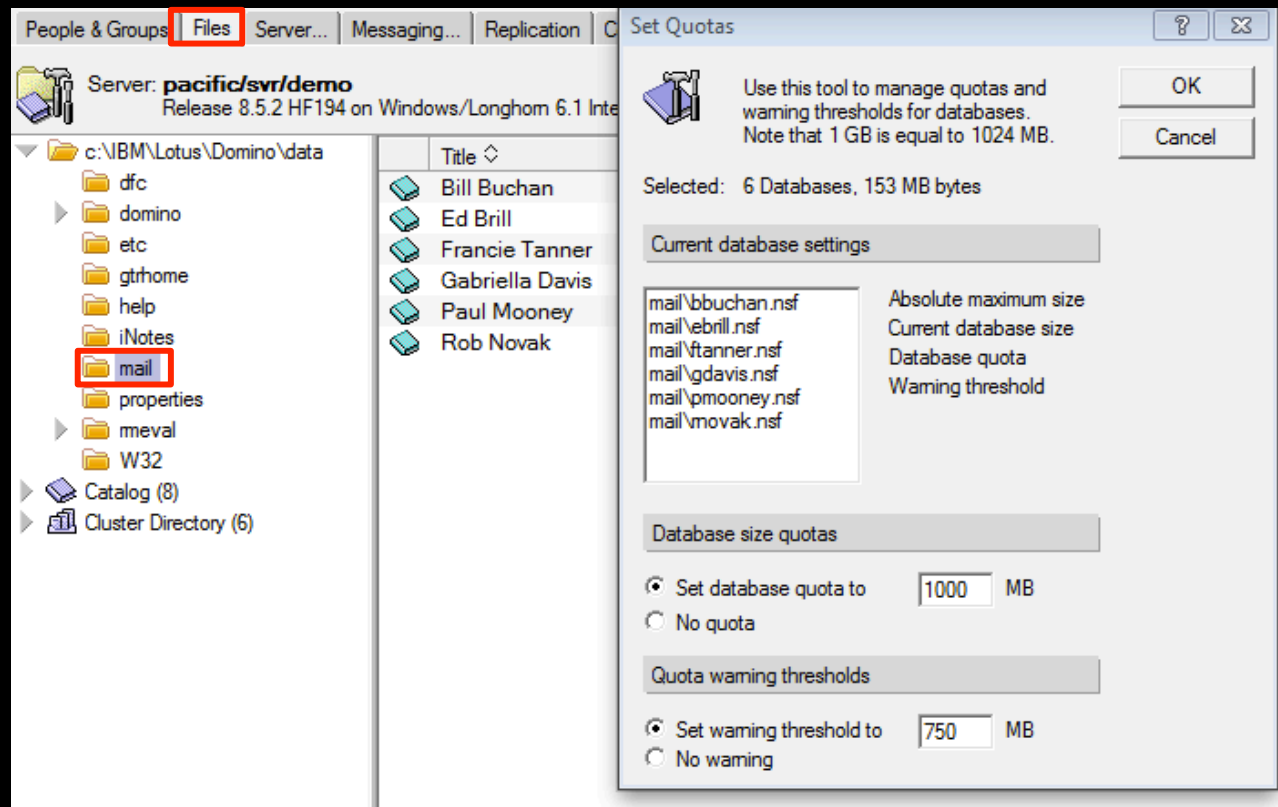 People & Groups Files Server... Messaging... Replication C
Server: pacific/svr/demo
Release 8.5.2 HF194 on Windows/Longhorn 6.1 Inte
c:\IBM\Lotus\Domino\data
dfc
domino
etc
gtrhome
help
iNotes
mail
properties
rneval
W32
Catalog (8)
Cluster Directory (6)
Title
Bill Buchan
Ed Brill
Francie Tanner
Gabriella Davis
Paul Mooney
Rob Novak
Set Quotas
Use this tool to manage quotas and
warning thresholds for databases.
Note that 1 GB is equal to 1024 MB.
OK
Cancel
Selected: 6 Databases, 153 MB bytes
Current database settings
mail\bbuchan.nsf
mail\ebrill.nsf
mail\ftanner.nsf
mail\gdavis.nsf
mail\pmooney.nsf
mail\rnovak.nsf
Absolute maximum size
Current database size
Database quota
Warning threshold
Database size quotas
Set database quota to 1000 MB
No quota
Quota warning thresholds
Set warning threshold to 750 MB
No warning